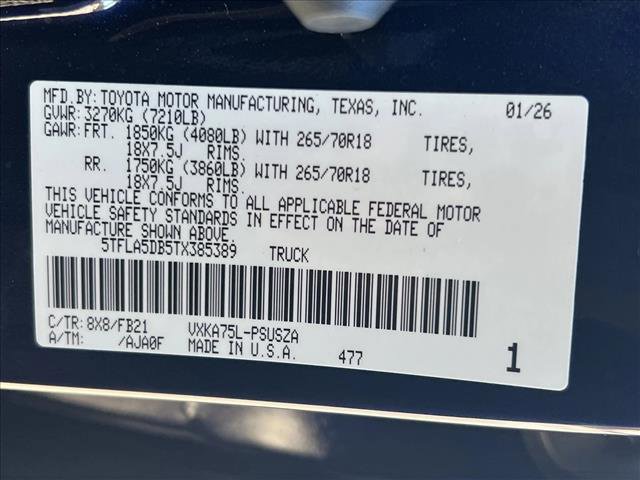 MFD.BY: TOYOTA MOTOR MANUFACTURING, TEXAS, INC. 01/26
GVWR: 3270KG (7210LB)
GAWR: FRT. 1850KG (4080LB) WITH 265/70R18 TIRES,
18X7.5J RIMS.
RR. 1750KG (3860LB) WITH 265/70R18 TIRES,
18X7.5J RIMS.
THIS VEHICLE CONFORMS TO ALL APPLICABLE FEDERAL MOTOR
VEHICLE SAFETY STANDARDS IN EFFECT ON THE DATE OF
MANUFACTURE SHOWN ABOVE.
5TFLA5DB5TX385389 TRUCK
C/TR: 8X8/FB21 VXKA75L-PSUSZA
A/TM: /AJA0F MADE IN U.S.A. 477 1